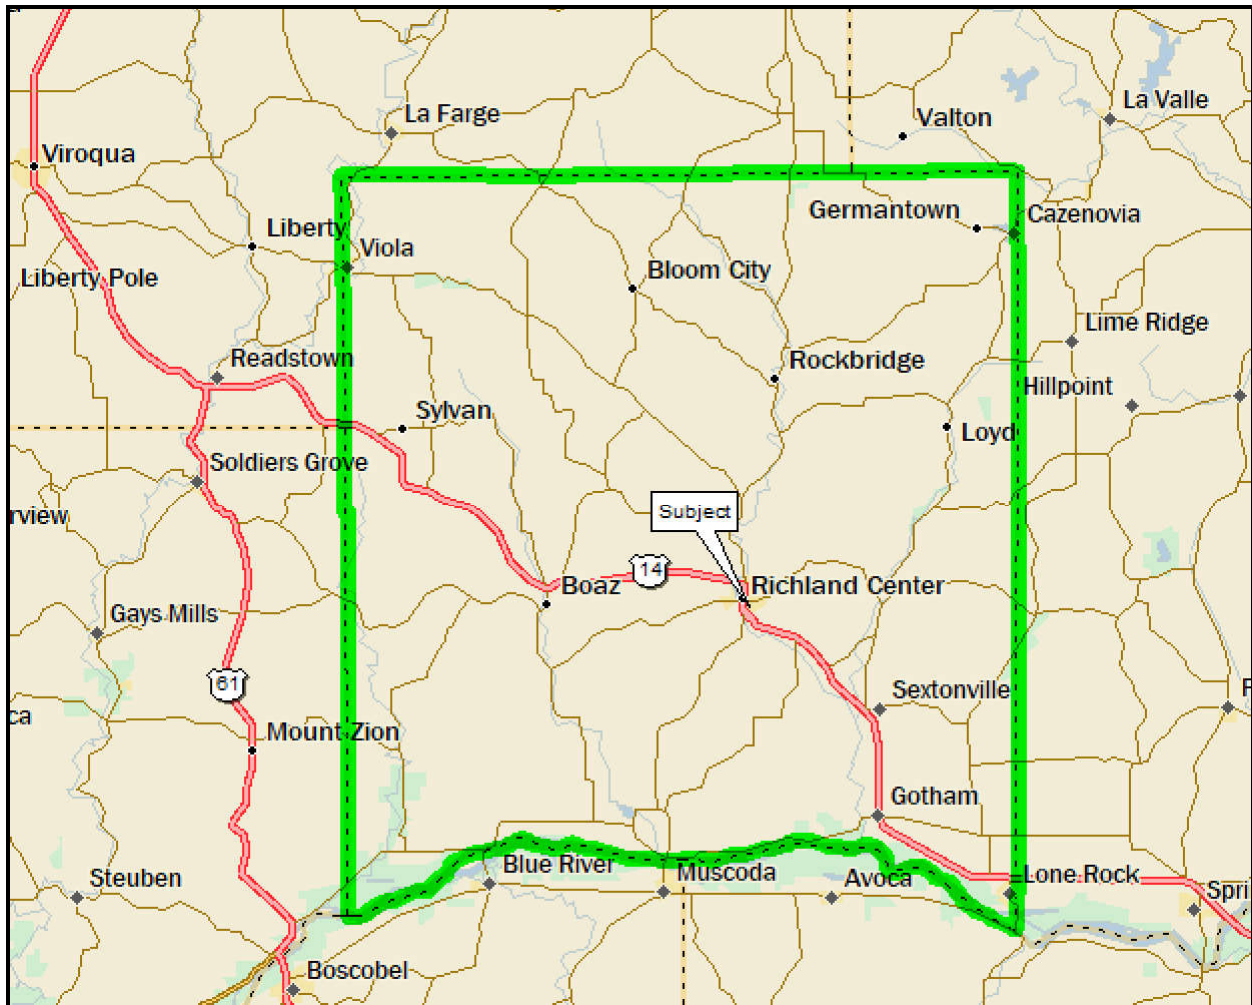 La Farge
Valton
La Valle
Viroqua
Germantown
Cazenovia
Liberty
Viola
Liberty Pole
Bloom City
Lime Ridge
Readstown
Rockbridge
Hillpoint
Sylvan
Loyd
Soldiers Grove
rview
Subject
14
Boaz
Richland Center
Gays Mills
61
Sextonville
F
ca
Mount Zion
Gotham
Blue River
Muscoda
Avoca
Lone Rock
Steuben
Spri
Boscobel